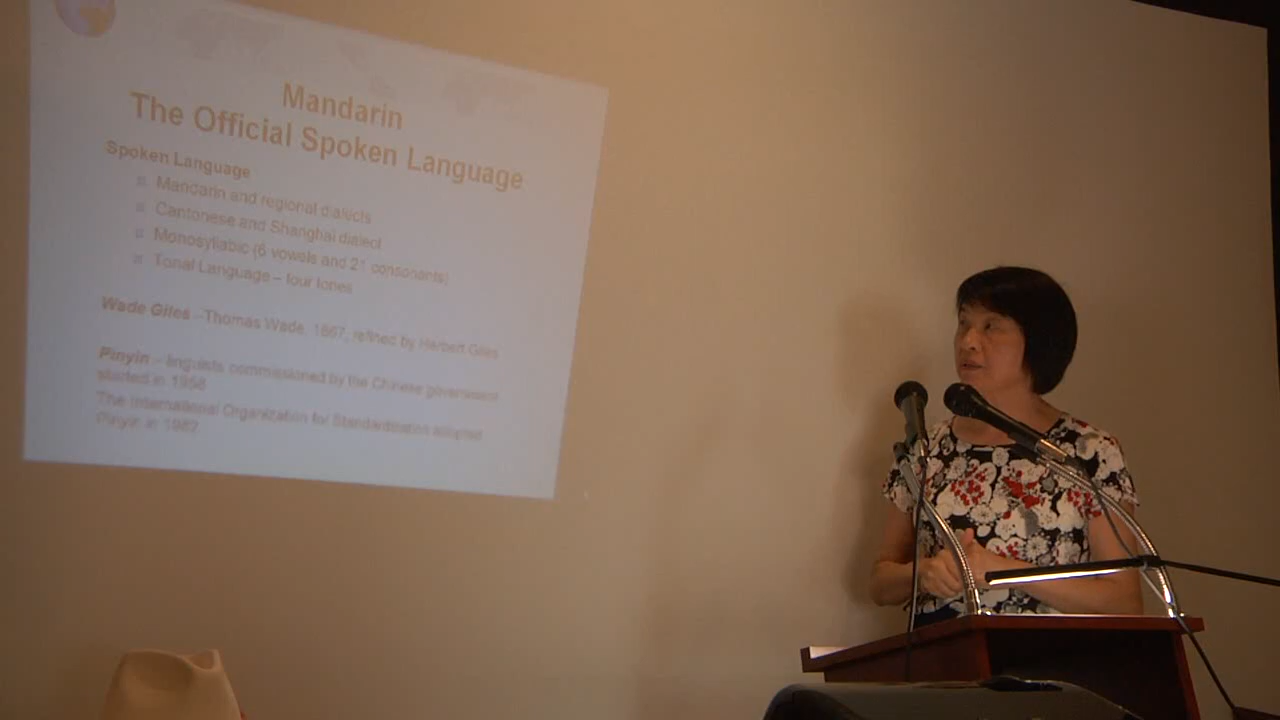 Mandarin
The Official Spoken Language
Spoken Language
Mandarin and regional dialects
Cantonese and Shanghai dialect
Monosyllabic (6 vowels and 21 consonants)
Tonal Language – four tones
Wade Giles – Thomas Wade, 1867, refined by Herbert Giles
Pinyin – linguists commissioned by the Chinese government
started in 1958
The International Organization for Standardization adopted
Pinyin in 1982